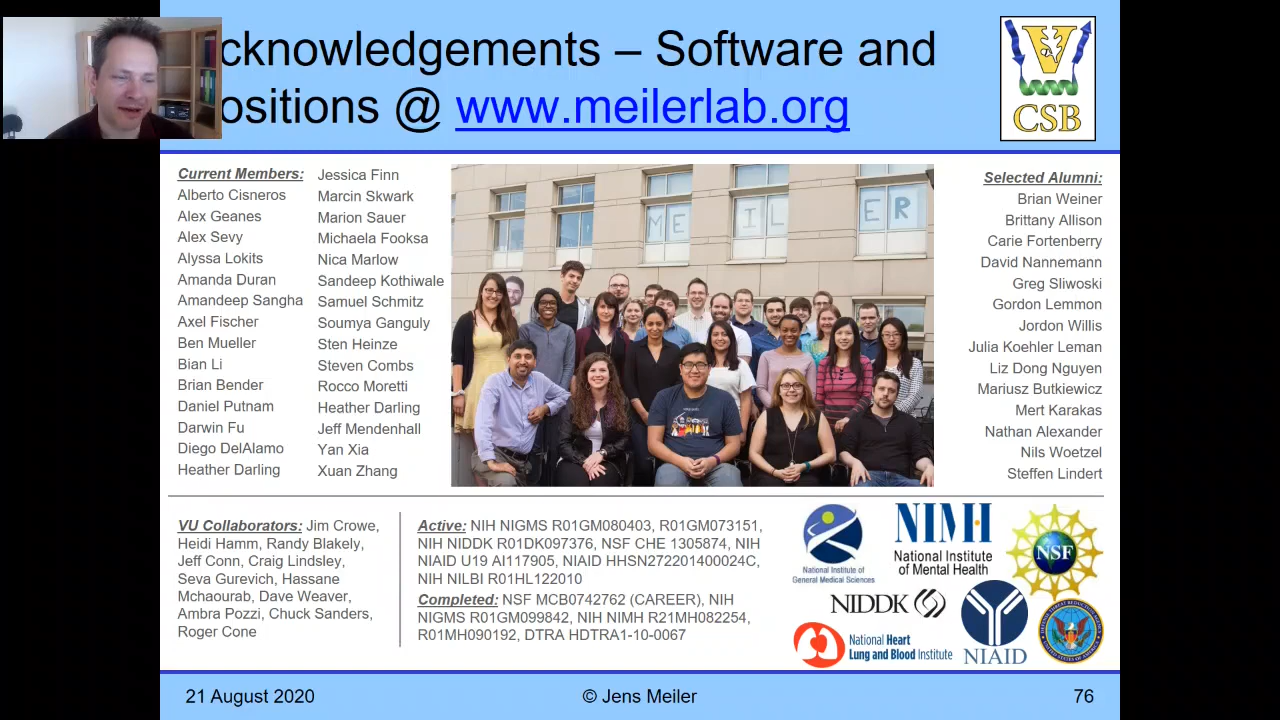 cknowledgements – Software and
ositions @ www.meilerlab.org
CSB
Current Members:
Alberto Cisneros
Alex Geanes
Alex Sevy
Alyssa Lokits
Amanda Duran
Amandeep Sangha
Axel Fischer
Ben Mueller
Bian Li
Brian Bender
Daniel Putnam
Darwin Fu
Diego DelAlamo
Heather Darling
Jessica Finn
Marcin Skwark
Marion Sauer
Michaela Fooksa
Nica Marlow
Sandeep Kothiwale
Samuel Schmitz
Soumya Ganguly
Sten Heinze
Steven Combs
Rocco Moretti
Heather Darling
Jeff Mendenhall
Yan Xia
Xuan Zhang
MEILER
Selected Alumni:
Brian Weiner
Brittany Allison
Carie Fortenberry
David Nannemann
Greg Sliwoski
Gordon Lemmon
Jordon Willis
Julia Koehler Leman
Liz Dong Nguyen
Mariusz Butkiewicz
Mert Karakas
Nathan Alexander
Nils Woetzel
Steffen Lindert
VU Collaborators: Jim Crowe,
Heidi Hamm, Randy Blakely,
Jeff Conn, Craig Lindsley,
Seva Gurevich, Hassane
Mchaourab, Dave Weaver,
Ambra Pozzi, Chuck Sanders,
Roger Cone
Active: NIH NIGMS R01GM080403, R01GM073151,
NIH NIDDK R01DK097376, NSF CHE 1305874, NIH
NIAID U19 AI117905, NIAID HHSN272201400024C,
NIH NILBI R01HL122010
Completed: NSF MCB0742762 (CAREER), NIH
NIGMS R01GM099842, NIH NIMH R21MH082254,
R01MH090192, DTRA HDTRA1-10-0067
National Institute of
General Medical Sciences
NIMH
National Institute
of Mental Health
NSF
NIDDK
National Heart
Lung and Blood Institute
NIAID
21 August 2020
© Jens Meiler
76